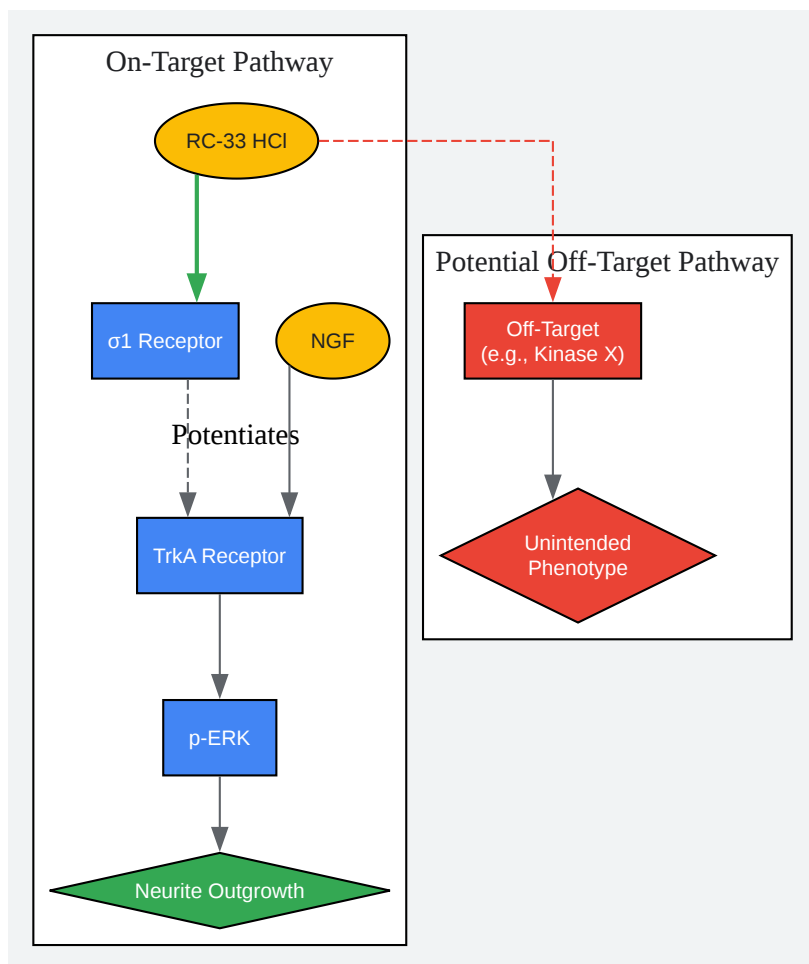 On-Target Pathway
RC-33 HCl
Potential Off-Target Pathway
σ1 Receptor
NGF
Off-Target
(e.g., Kinase X)
Potentiates
TrkA Receptor
Unintended
Phenotype
p-ERK
Neurite Outgrowth